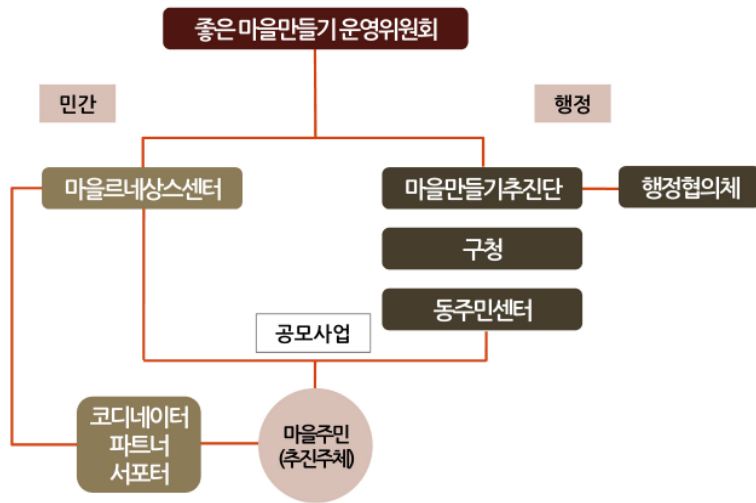 좋은 마을만들기 운영위원회
민간
행정
마을르네상스센터
마을만들기추진단
행정협의체
구청
동주민센터
공모사업
코디네이터
파트너
서포터
마을주민
(추진주체)